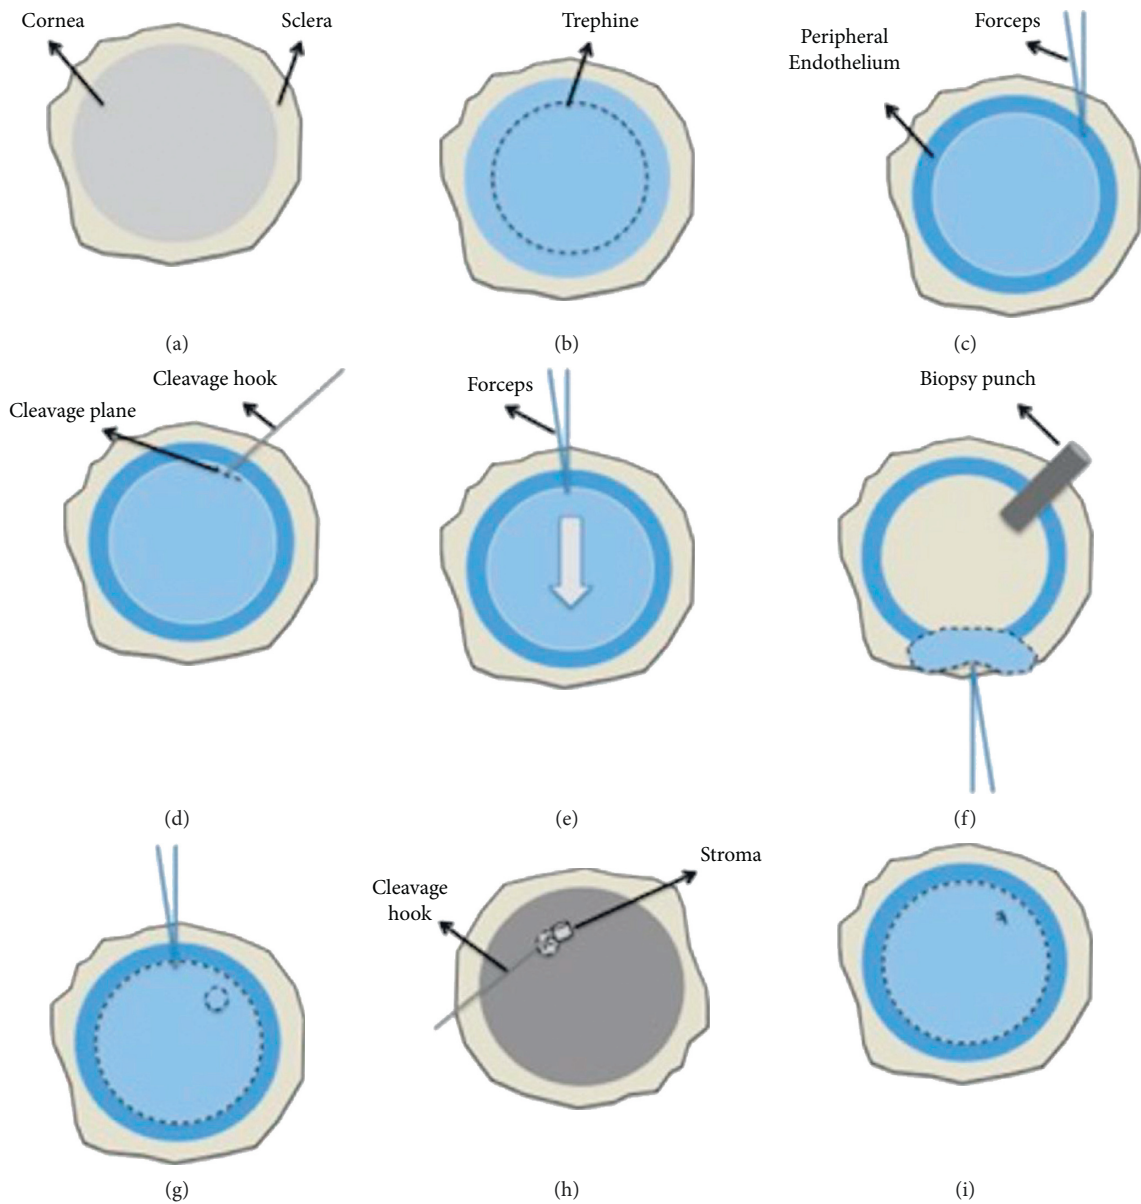 Cornea
Sclera
Trephine
Forceps
Peripheral
Endothelium
(a)
(b)
(c)
Cleavage hook
Cleavage plane
Forceps
Biopsy punch
(d)
(e)
(f)
Stroma
Cleavage
hook
(g)
(h)
(i)